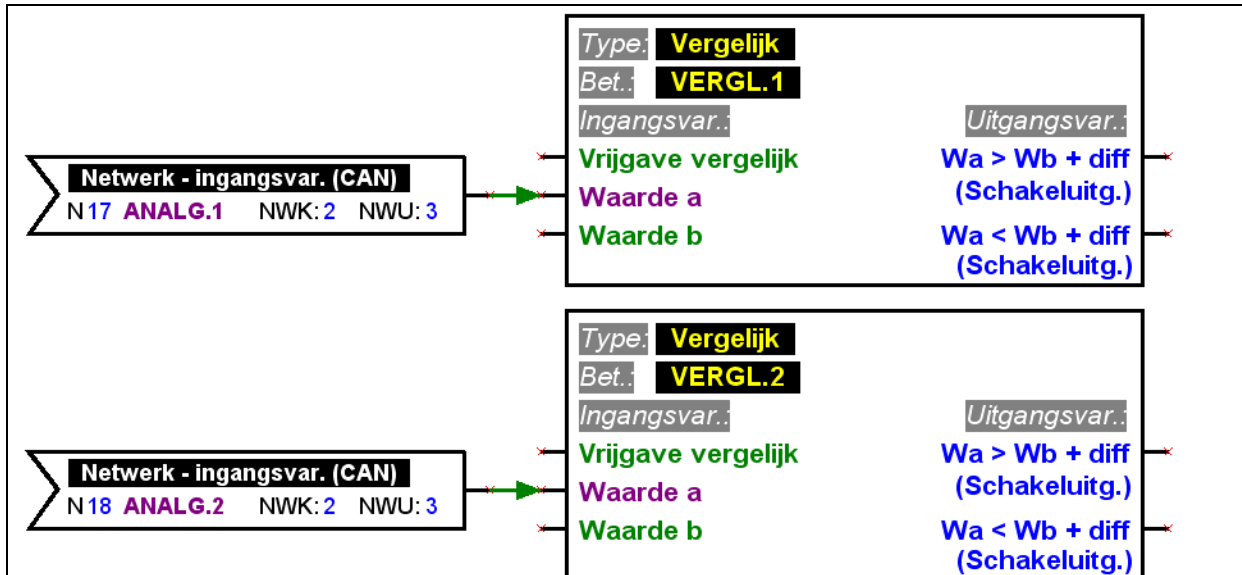 Type: Vergelijk
Bet.: VERGL.1
Ingangsvar.: Uitgangsvar.:
Vrijgave vergelijk Wa > Wb + diff
Netwerk - ingangsvar. (CAN)
Waarde a (Schakeluitg.)
N 17 ANALG.1 NWK: 2 NWU: 3
Waarde b Wa < Wb + diff
(Schakeluitg.)
Type: Vergelijk
Bet.: VERGL.2
Ingangsvar.: Uitgangsvar.:
Vrijgave vergelijk Wa > Wb + diff
Netwerk - ingangsvar. (CAN)
Waarde a (Schakeluitg.)
N 18 ANALG.2 NWK: 2 NWU: 3
Waarde b Wa < Wb + diff
(Schakeluitg.)